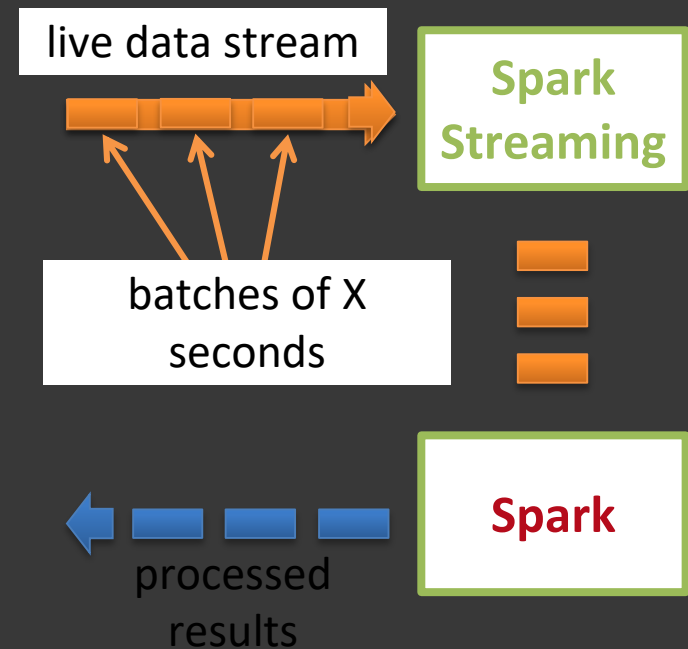 live data stream
Spark
Streaming
batches of X
seconds
Spark
processed
results